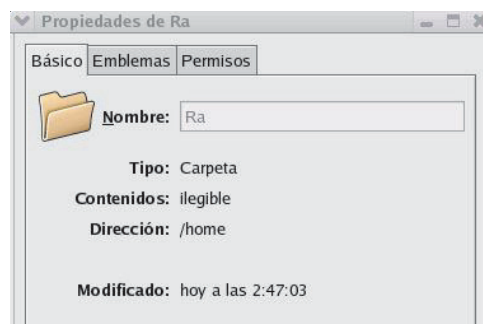 Propiedades de Ra
Básico Emblemas Permisos
Nombre: Ra
Tipo: Carpeta
Contenidos: ilegible
Dirección: /home
Modificado: hoy a las 2:47:03